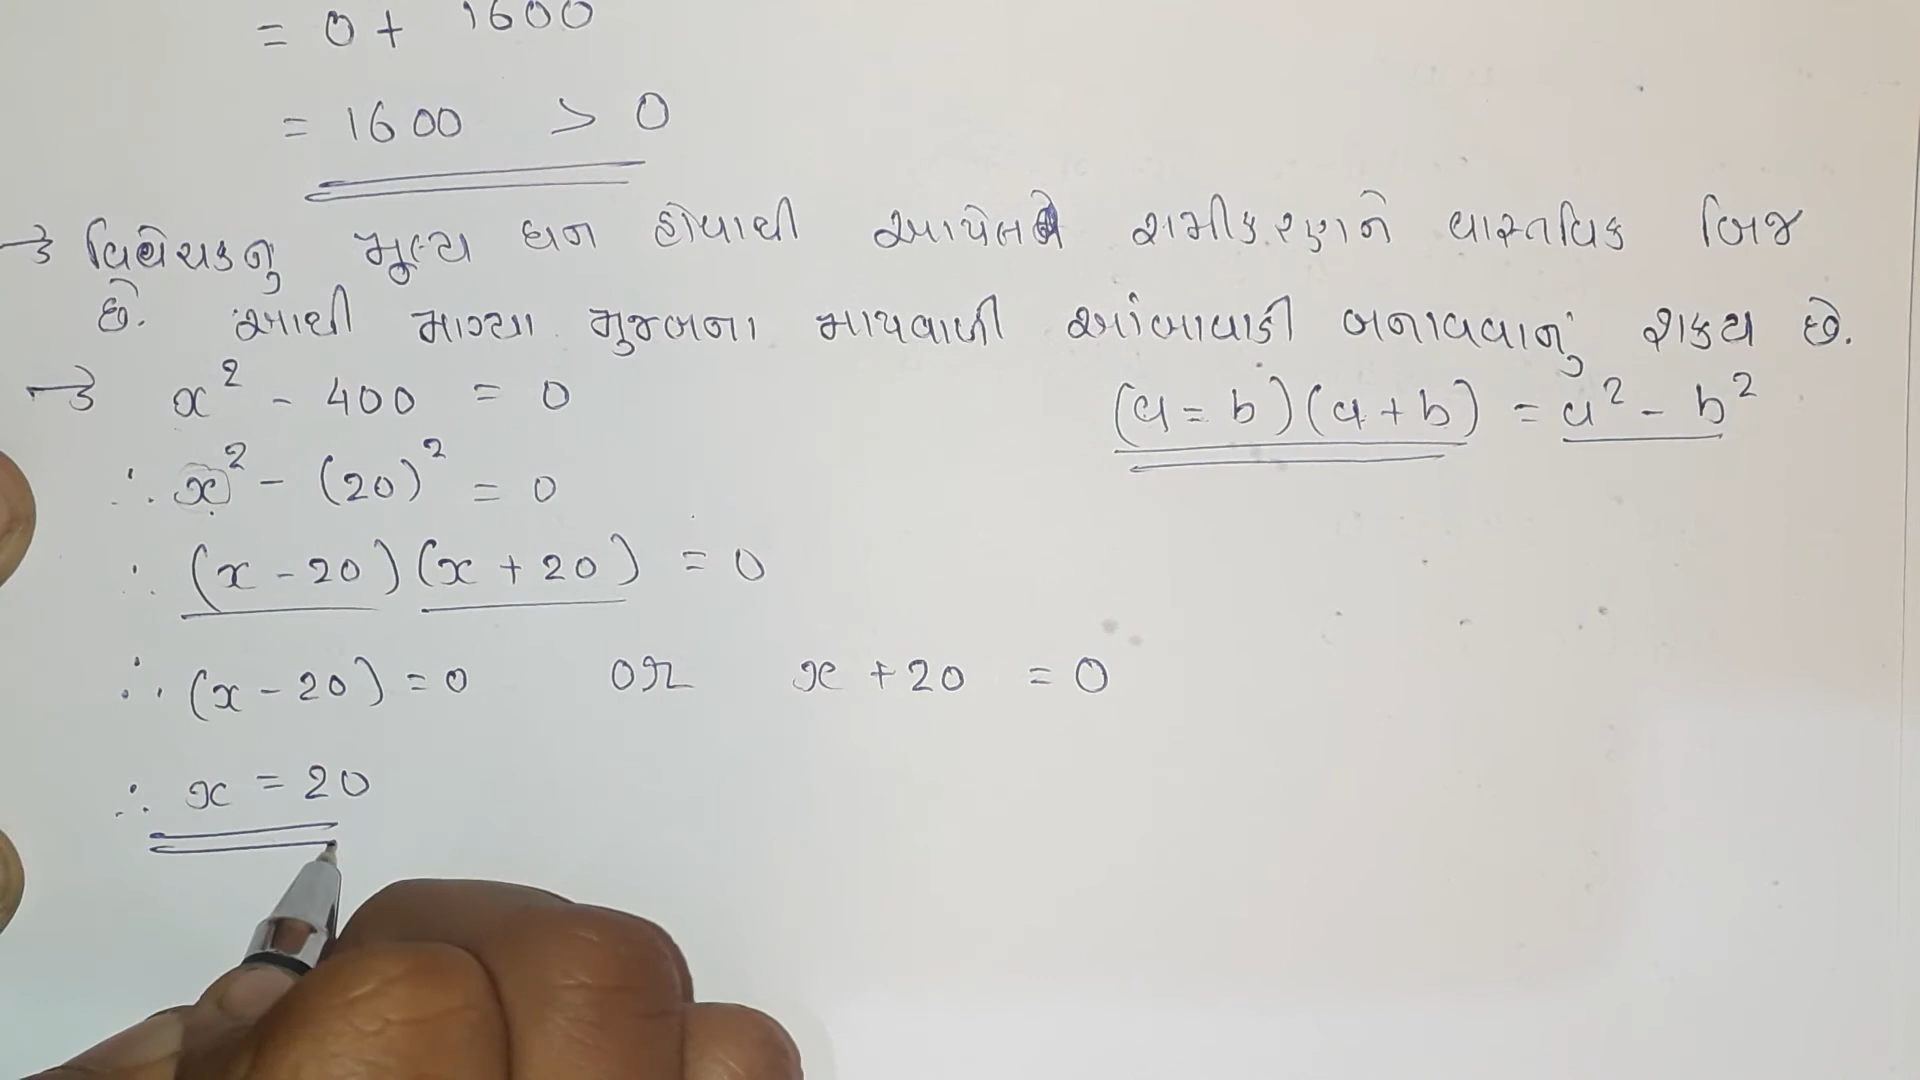 = 0 + 1600
= 1600 > 0
→ વિવેચકનું મુલ્ય ધન હોવાથી આપેલ સમીકરણને વાસ્તવિક બિજ
છે. આથી માગ્યા મુજબના માપવાળી આંબાવાડી બનાવવાનું શક્ય છે.
→ x² - 400 = 0 (a - b)(a + b) = a² - b²
∴ x² - (20)² = 0
∴ (x - 20)(x + 20) = 0
∴ (x - 20) = 0 or x + 20 = 0
∴ x = 20